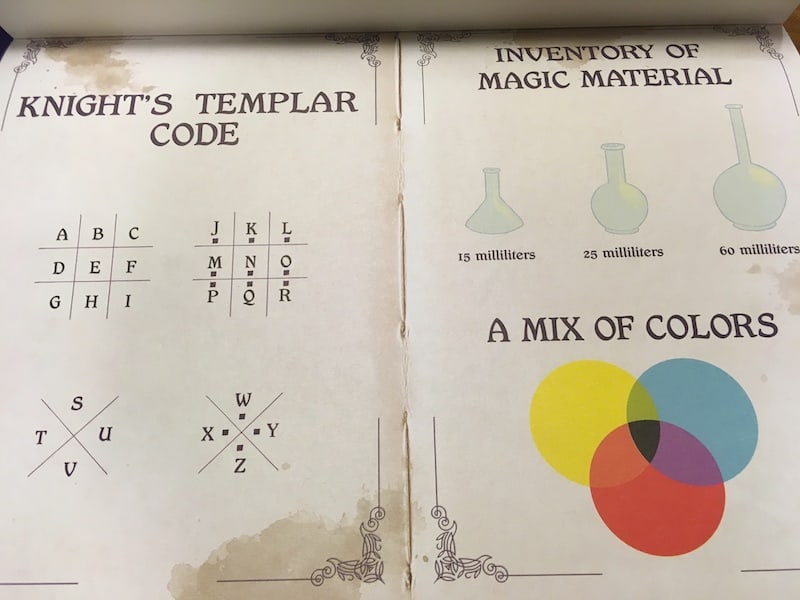 KNIGHT'S TEMPLAR
CODE
A B C
D E F
G H I
J K L
M N O
P Q R
S
T U
V
W
X Y
Z
INVENTORY OF
MAGIC MATERIAL
15 milliliters
25 milliliters
60 milliliters
A MIX OF COLORS